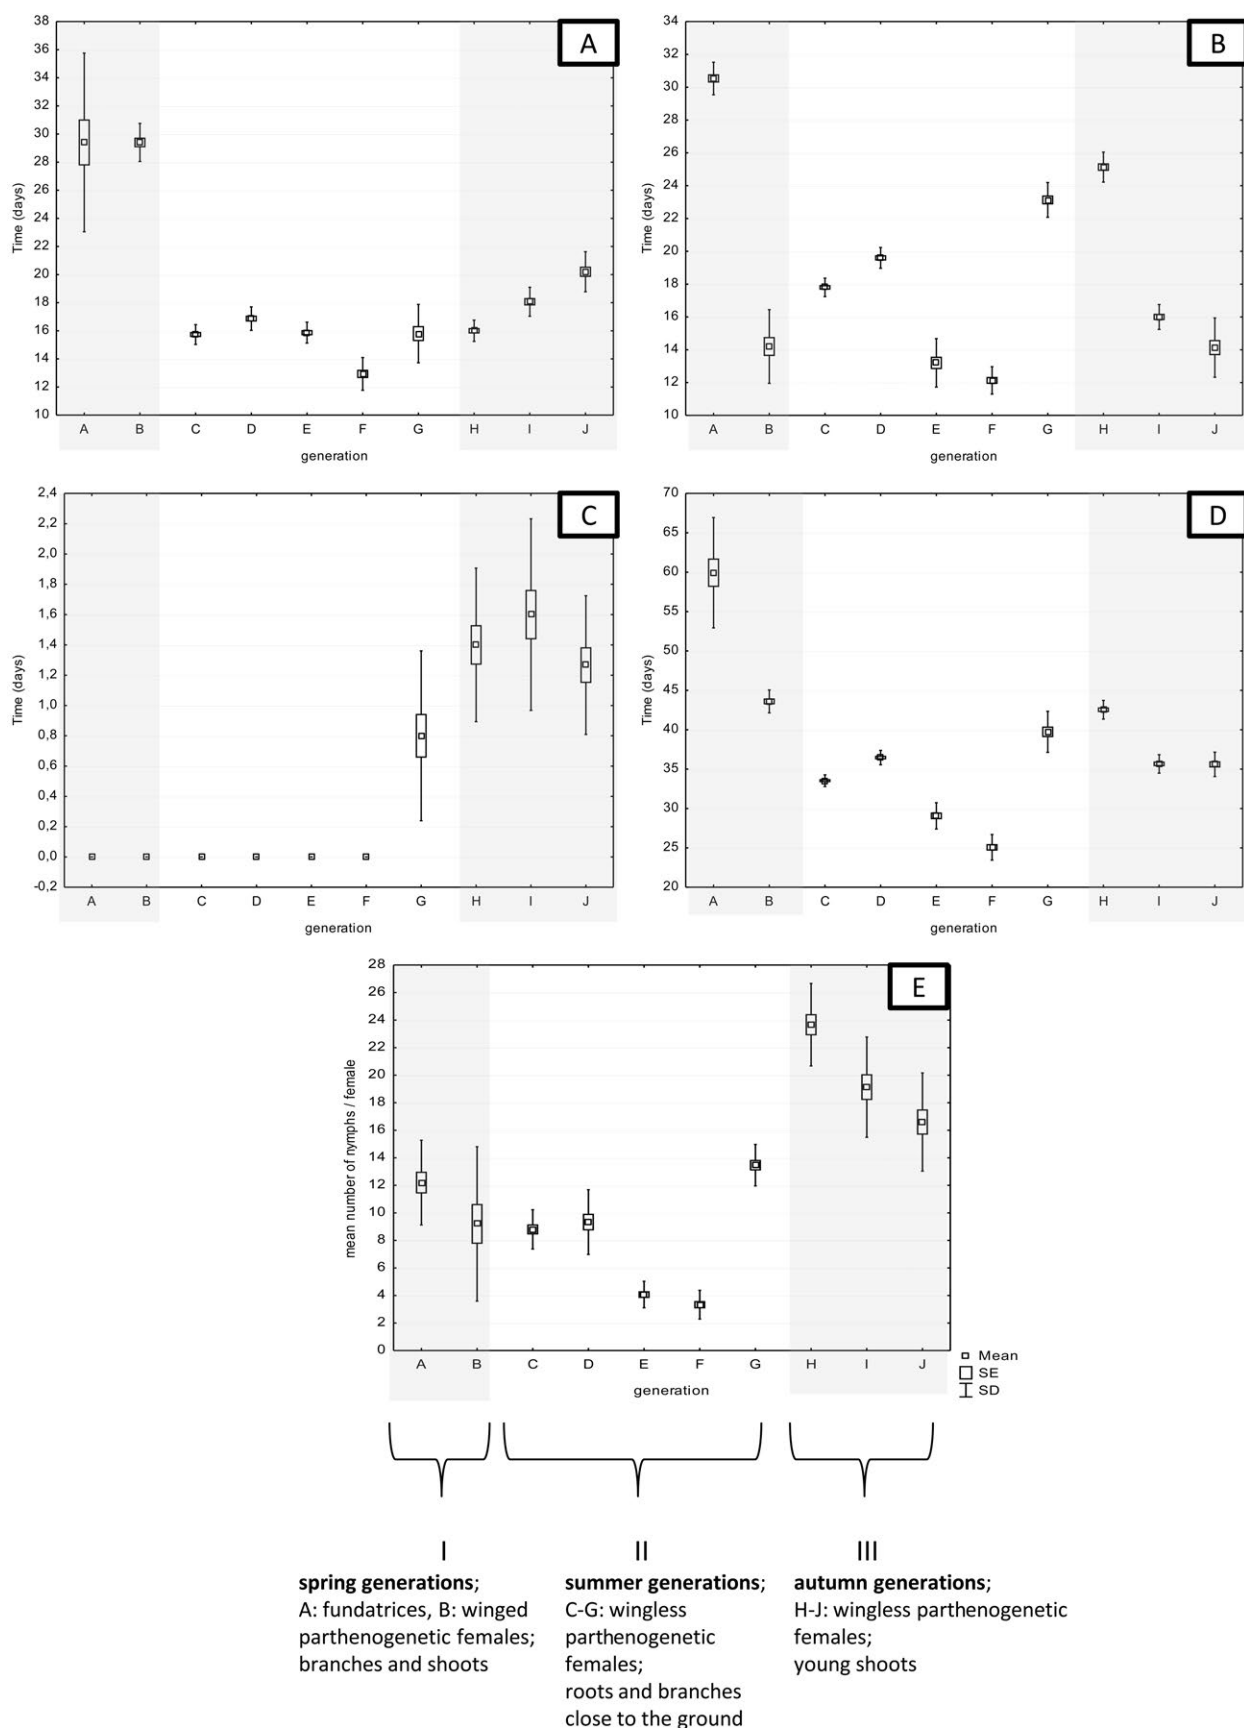 A
38
36
34
32
30
28
26
24
22
20
18
16
14
12
10
Time (days)
A B C D E F G H I J
generation
B
34
32
30
28
26
24
22
20
18
16
14
12
10
Time (days)
A B C D E F G H I J
generation
C
2,4
2,2
2,0
1,8
1,6
1,4
1,2
1,0
0,8
0,6
0,4
0,2
0,0
-0,2
Time (days)
A B C D E F G H I J
generation
D
70
65
60
55
50
45
40
35
30
25
20
Time (days)
A B C D E F G H I J
generation
E
28
26
24
22
20
18
16
14
12
10
8
6
4
2
0
mean number of nymphs / female
A B C D E F G H I J
generation
Mean
SE
SD
I
spring generations;
A: fundatrices, B: winged
parthenogenetic females;
branches and shoots
II
summer generations;
C-G: wingless
parthenogenetic
females;
roots and branches
close to the ground
III
autumn generations;
H-J: wingless parthenogenetic
females;
young shoots